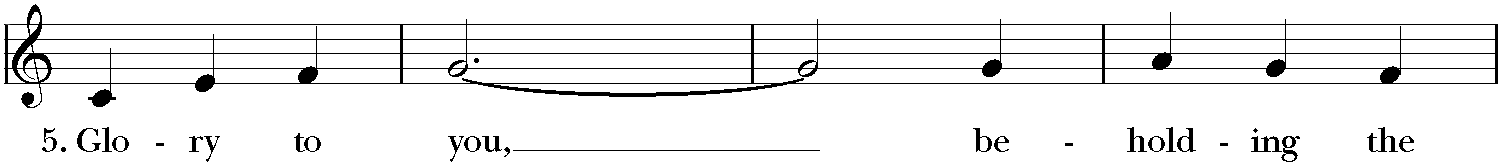 5. Glo - ry to you, be - hold - ing the